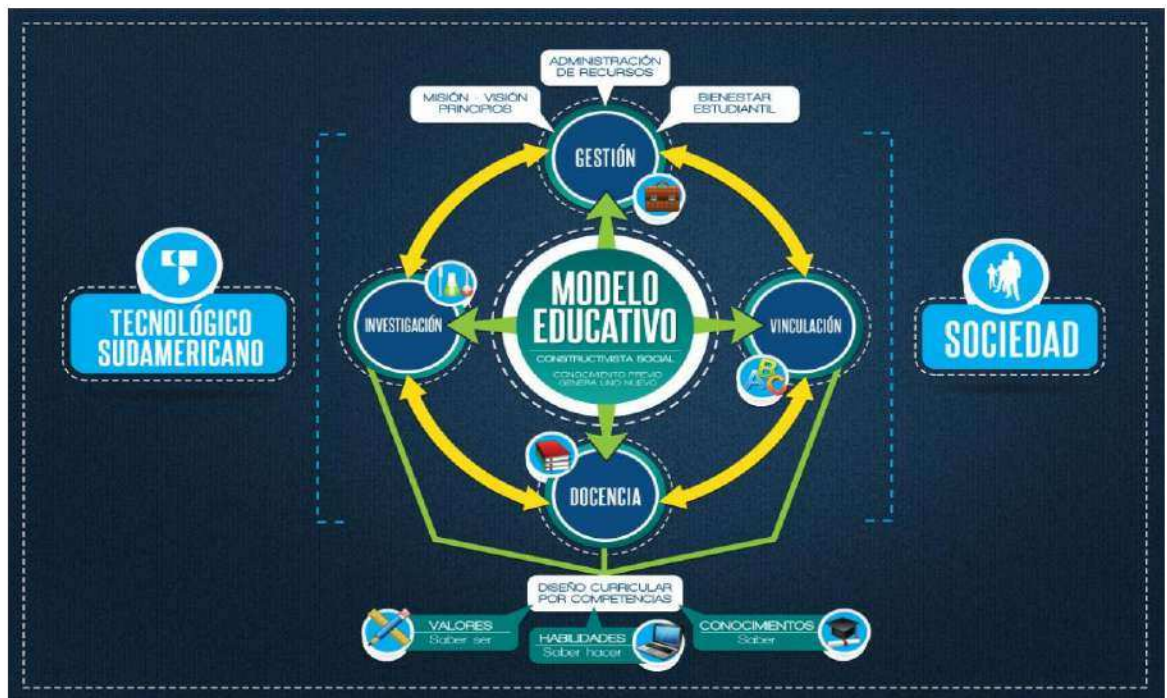 ADMINISTRACIÓN
DE RECURSOS
MISIÓN - VISIÓN
PRINCIPIOS
BIENESTAR
ESTUDIANTIL
GESTIÓN
TECNOLÓGICO
SUDAMERICANO
INVESTIGACIÓN
MODELO
EDUCATIVO
CONSTRUCTIVISTA SOCIAL
CONOCIMIENTO PREVIO
GENERA UNO NUEVO
VINCULACIÓN
ABC
SOCIEDAD
DOCENCIA
DISEÑO CURRICULAR
POR COMPETENCIAS
VALORES
Saber ser
HABILIDADES
Saber hacer
CONOCIMIENTOS
Saber